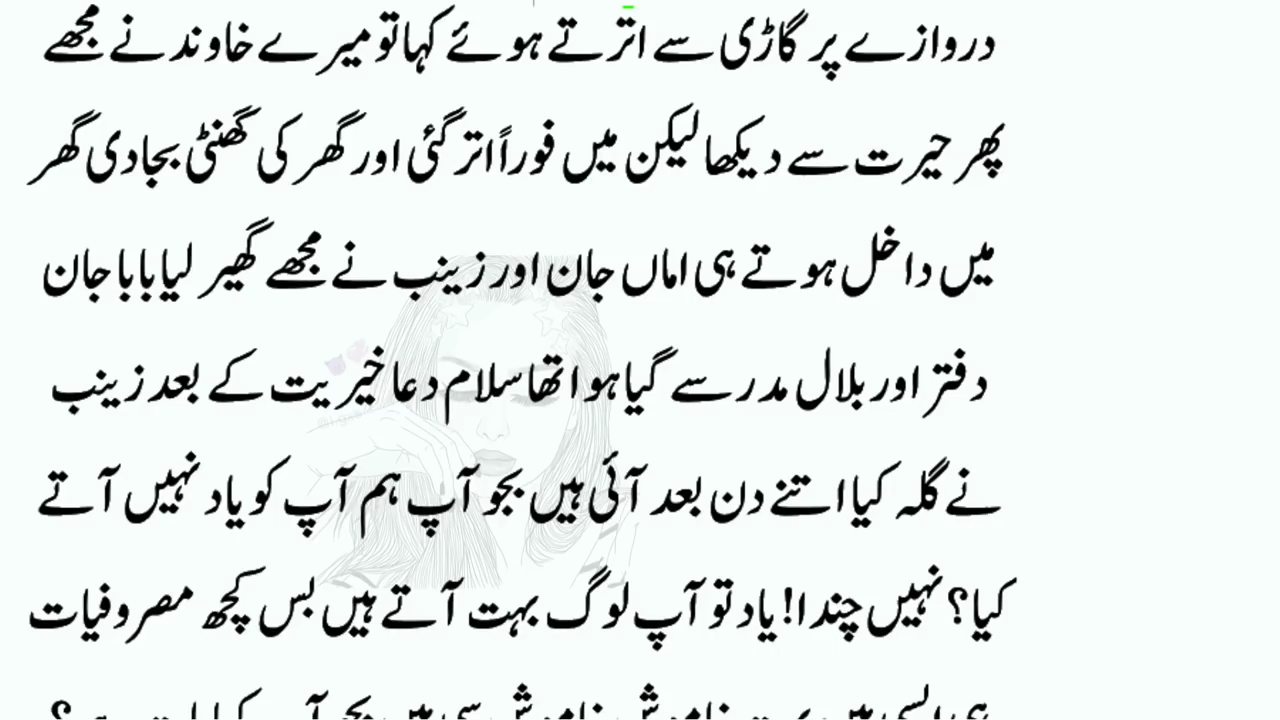 دروازے پر گاڑی سے اترتے ہوئے کہا تو میرے خاوند نے مجھے
پھر حیرت سے دیکھا لیکن میں فوراً اتر گئی اور گھر کی گھنٹی بجا دی گھر
میں داخل ہوتے ہی اماں جان اور زینب نے مجھے گھیر لیا بابا جان
دفتر اور بلال مدرسے گیا ہوا تھا سلام دعا خیریت کے بعد زینب
نے گلہ کیا اتنے دن بعد آئی ہیں بجو آپ ہم آپ کو یاد نہیں آتے
کیا؟ نہیں چندا! یاد تو آپ لوگ بہت آتے ہیں بس کچھ مصروفیات